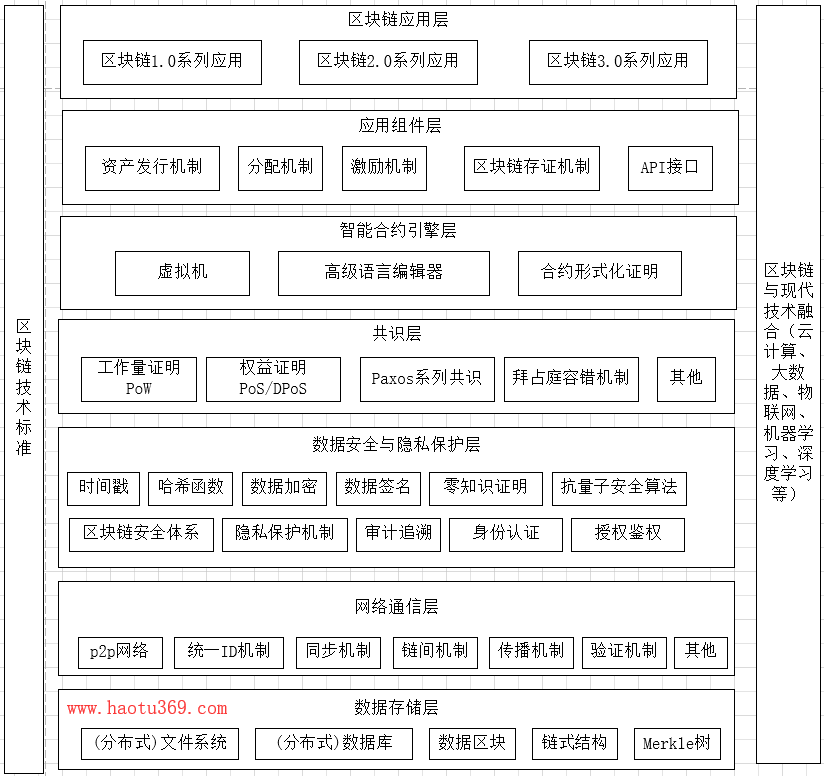 区块链技术标准
区块链应用层
区块链1.0系列应用
区块链2.0系列应用
区块链3.0系列应用
应用组件层
资产发行机制
分配机制
激励机制
区块链存证机制
API接口
智能合约引擎层
虚拟机
高级语言编辑器
合约形式化证明
共识层
工作量证明
PoW
权益证明
PoS/DPoS
Paxos系列共识
拜占庭容错机制
其他
数据安全与隐私保护层
时间戳
哈希函数
数据加密
数据签名
零知识证明
抗量子安全算法
区块链安全体系
隐私保护机制
审计追溯
身份认证
授权鉴权
网络通信层
p2p网络
统一ID机制
同步机制
链间机制
传播机制
验证机制
其他
www.haotu369.com
数据存储层
(分布式)文件系统
(分布式)数据库
数据区块
链式结构
Merkle树
区块链
与现代
技术融
合（云
计算、
大数
据、物
联网、
机器学
习、深
度学习
等）